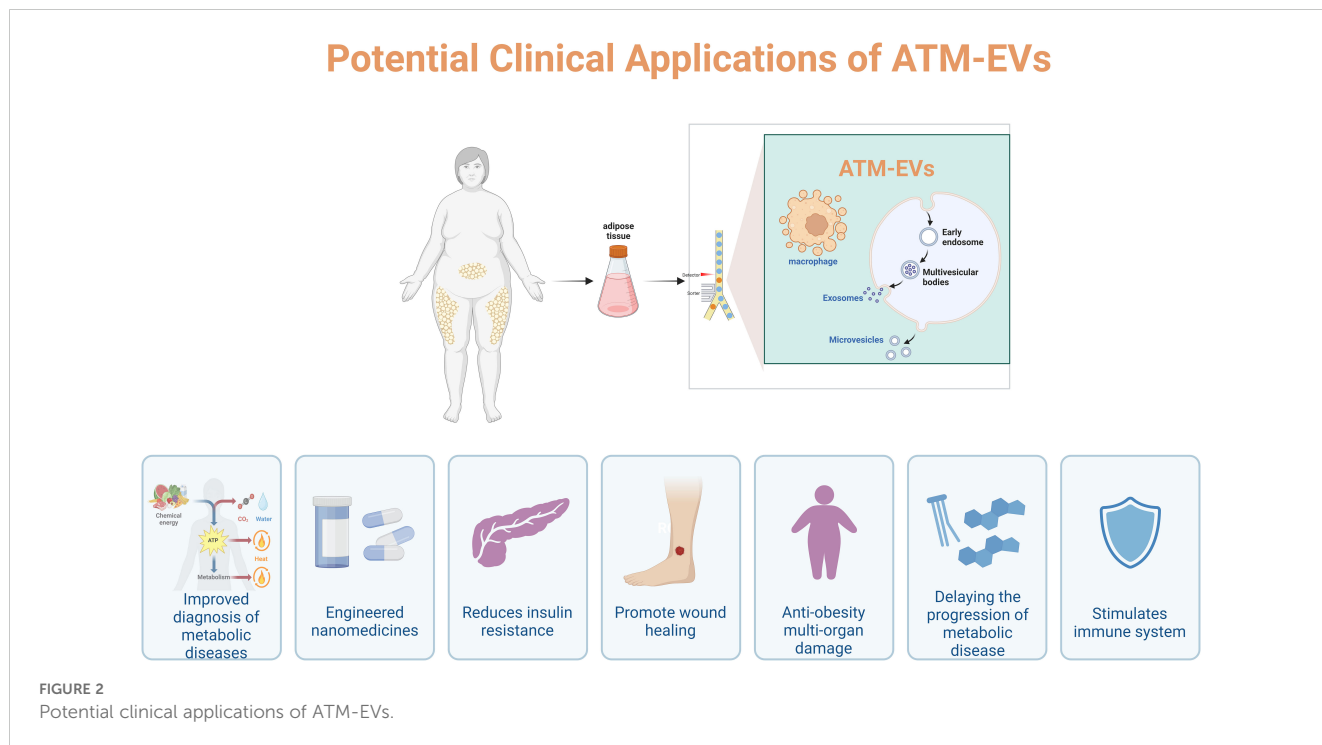 Potential Clinical Applications of ATM-EVs
adipose
tissue
Detector
Sorter
ATM-EVs
macrophage
Early
endosome
Multivesicular
bodies
Exosomes
Microvesicles
Chemical
energy
CO₂
Water
ATP
Heat
Metabolism
Improved
diagnosis of
metabolic
diseases
Engineered
nanomedicines
Reduces insulin
resistance
Promote wound
healing
Anti-obesity
multi-organ
damage
Delaying the
progression of
metabolic
disease
Stimulates
immune system
FIGURE 2
Potential clinical applications of ATM-EVs.